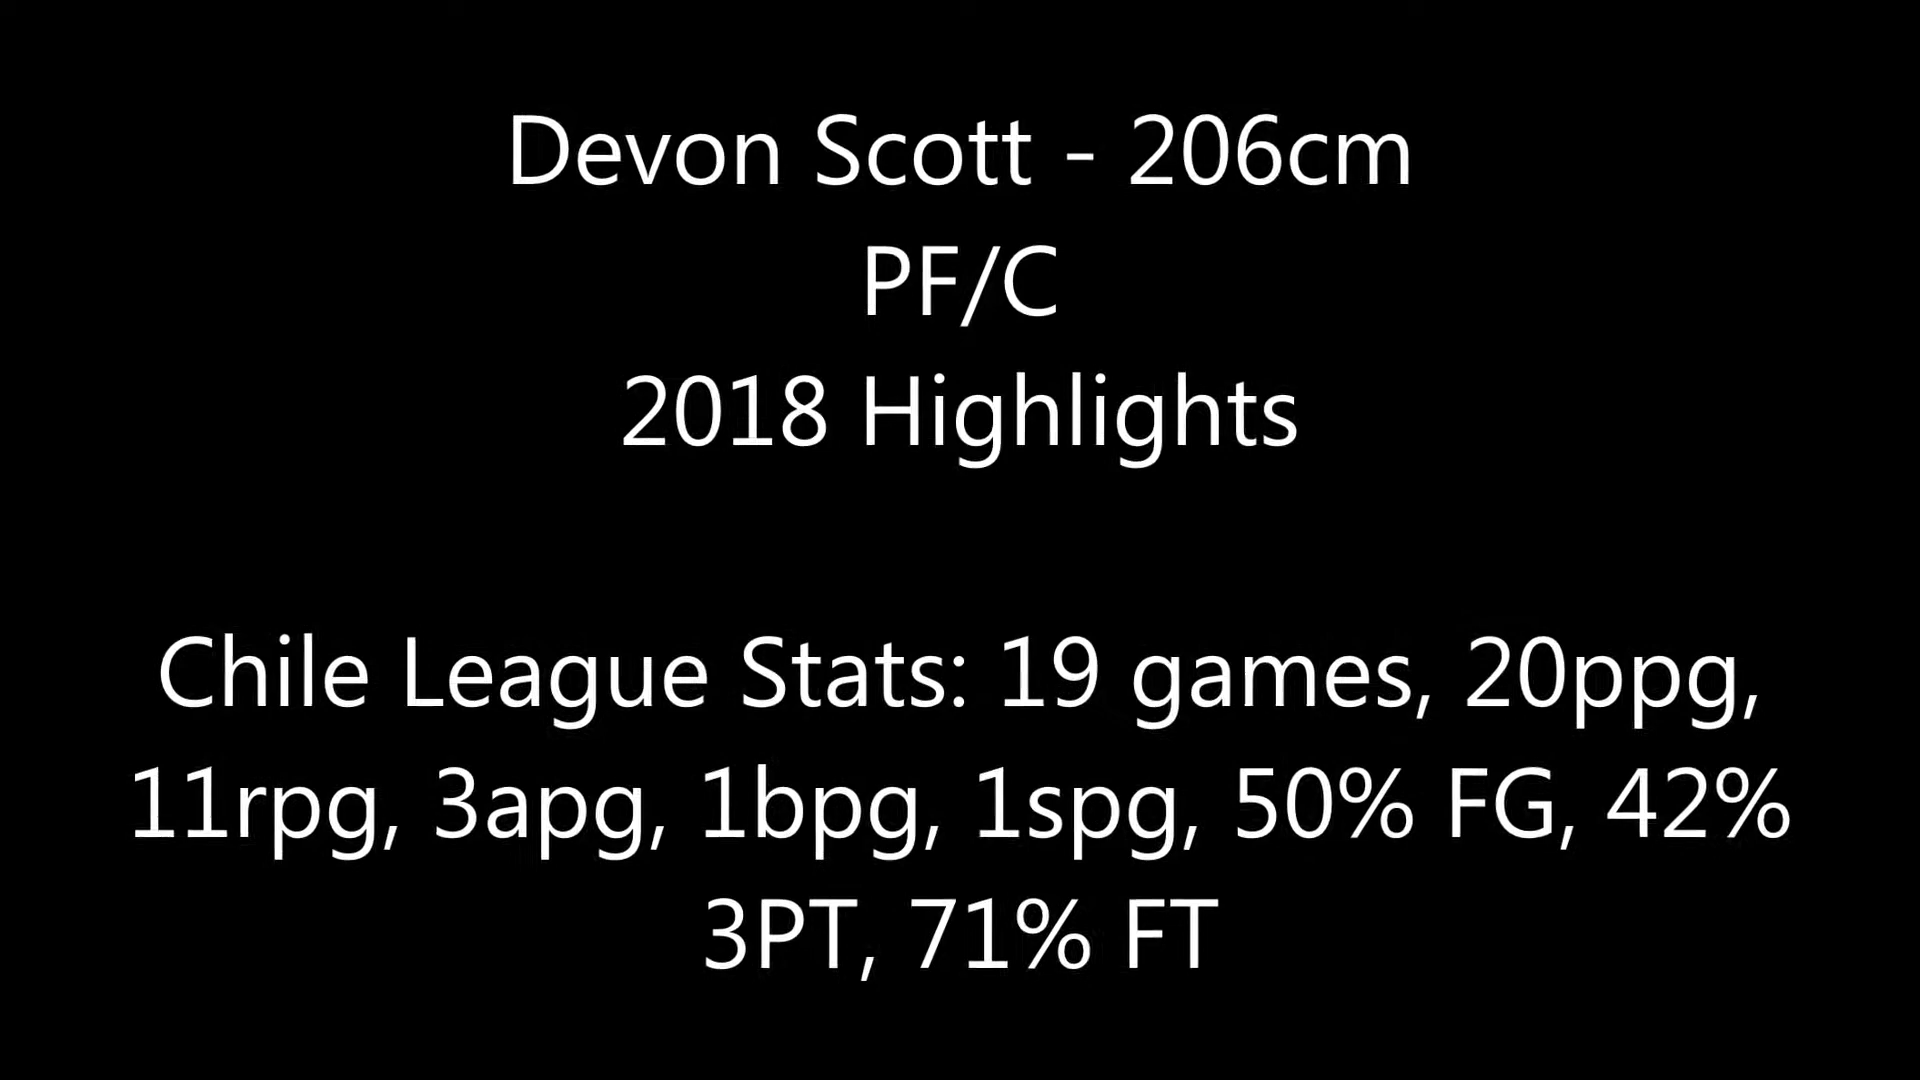 Devon Scott - 206cm
PF/C
2018 Highlights
Chile League Stats: 19 games, 20ppg,
11rpg, 3apg, 1bpg, 1spg, 50% FG, 42%
3PT, 71% FT